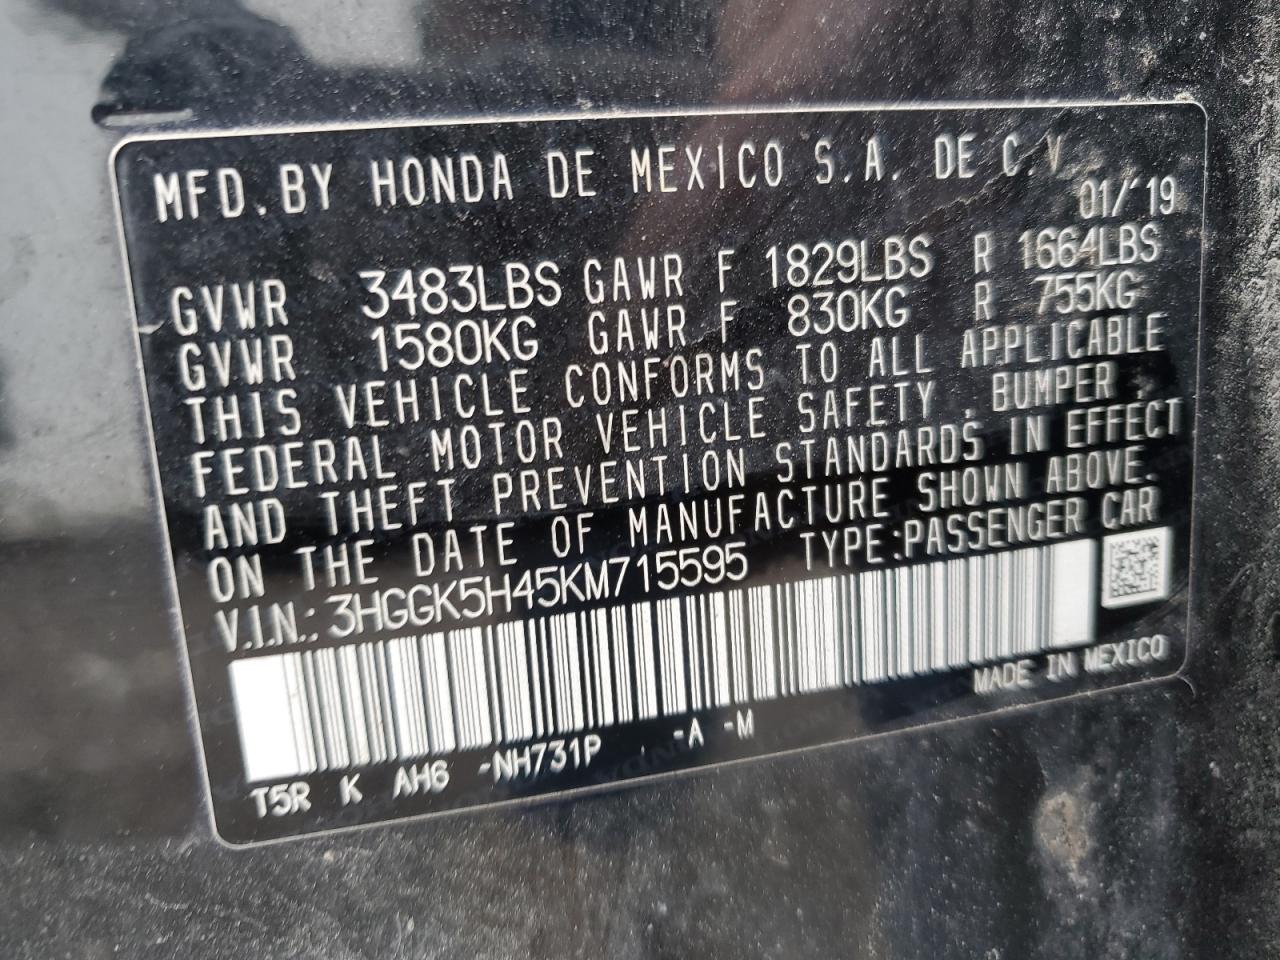 MFD. BY HONDA DE MEXICO S.A. DE C.V.
01/'19
GVWR 3483LBS GAWR F 1829LBS R 1664LBS
GVWR 1580KG GAWR F 830KG R 755KG
THIS VEHICLE CONFORMS TO ALL APPLICABLE
FEDERAL MOTOR VEHICLE SAFETY , BUMPER ,
AND THEFT PREVENTION STANDARDS IN EFFECT
ON THE DATE OF MANUFACTURE SHOWN ABOVE.
V.I.N.: 3HGGK5H45KM715595 TYPE:PASSENGER CAR
MADE IN MEXICO
T5R K AH6 -NH731P . -A -M